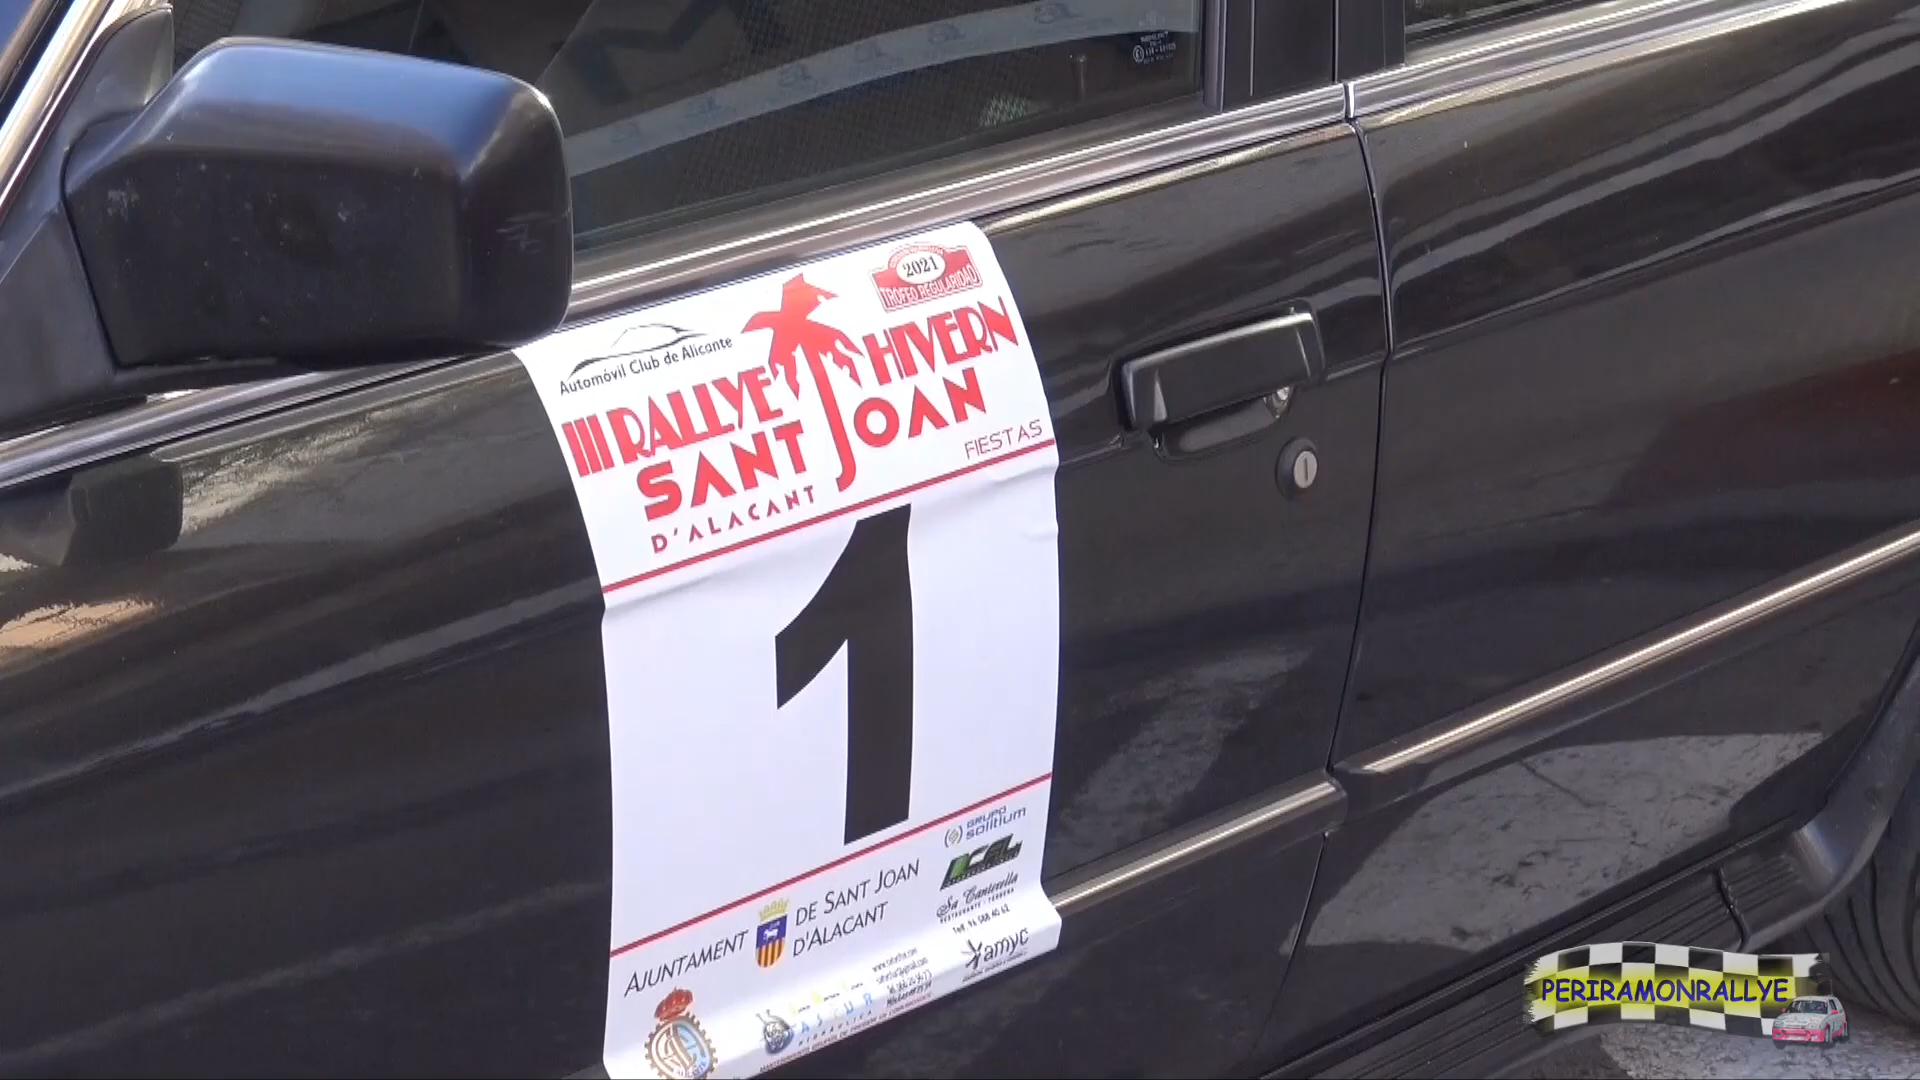 2021
TROFEO REGULARIDAD
Automóvil Club de Alicante
III RALLYE HIVERN
SANT JOAN
D'ALACANT
FIESTAS
1
GRUPO
solitium
AJUNTAMENT DE SANT JOAN
D'ALACANT
Sa Canterella
amyc
PERIRAMONRALLYE